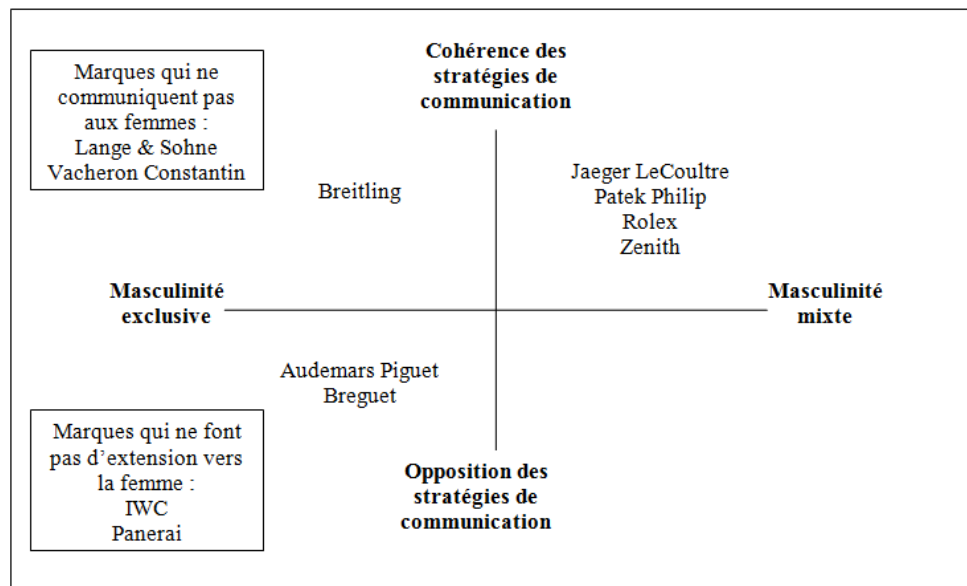 Cohérence des
stratégies de
communication
Marques qui ne
communiquent pas
aux femmes :
Lange & Sohne
Vacheron Constantin
Breitling
Jaeger LeCoultre
Patek Philip
Rolex
Zenith
Masculinité
exclusive
Masculinité
mixte
Audemars Piguet
Breguet
Marques qui ne font
pas d’extension vers
la femme :
IWC
Panerai
Opposition des
stratégies de
communication